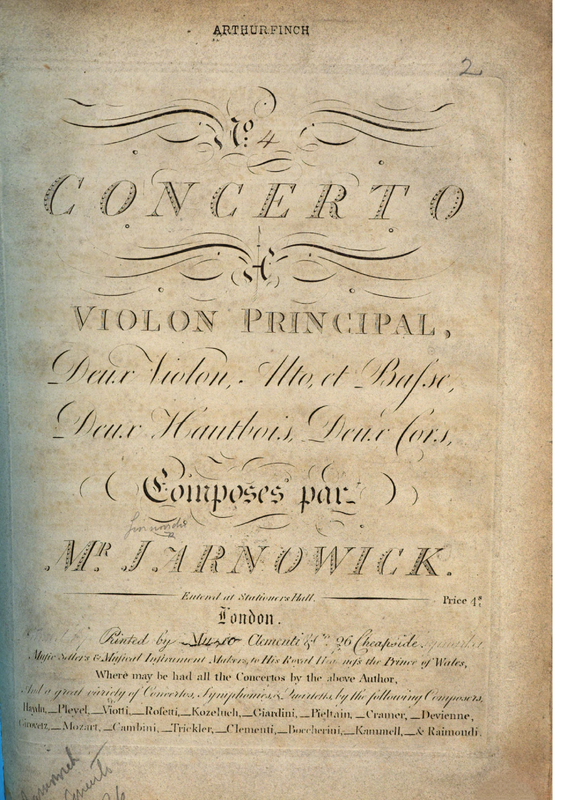 ARTHUR FINCH
2
No. 4
CONCERTO
A
VIOLON PRINCIPAL,
Deux Violon, Alto, et Baſse,
Deux Hautbois, Deux Cors,
Composés par
MR. JARNOWICK.
Entered at Stationers Hall. Price 4s.
London.
Printed by Clementi & Co. 26 Cheapside
Music Sellers & Musical Instrument Makers, to His Royal Highness the Prince of Wales,
Where may be had all the Concertos by the above Author,
And a great variety of Concertos, Symphonies, & Quartetts, by the following Composers,
Haydn, — Pleyel, — Viotti, — Rosetti, — Kozeluch, — Giardini, — Pieltain, — Cramer, — Devienne,
Girovetz, — Mozart, — Cambini, — Trickler, — Clementi, — Boccherini, — Kammell, — & Raimondi.